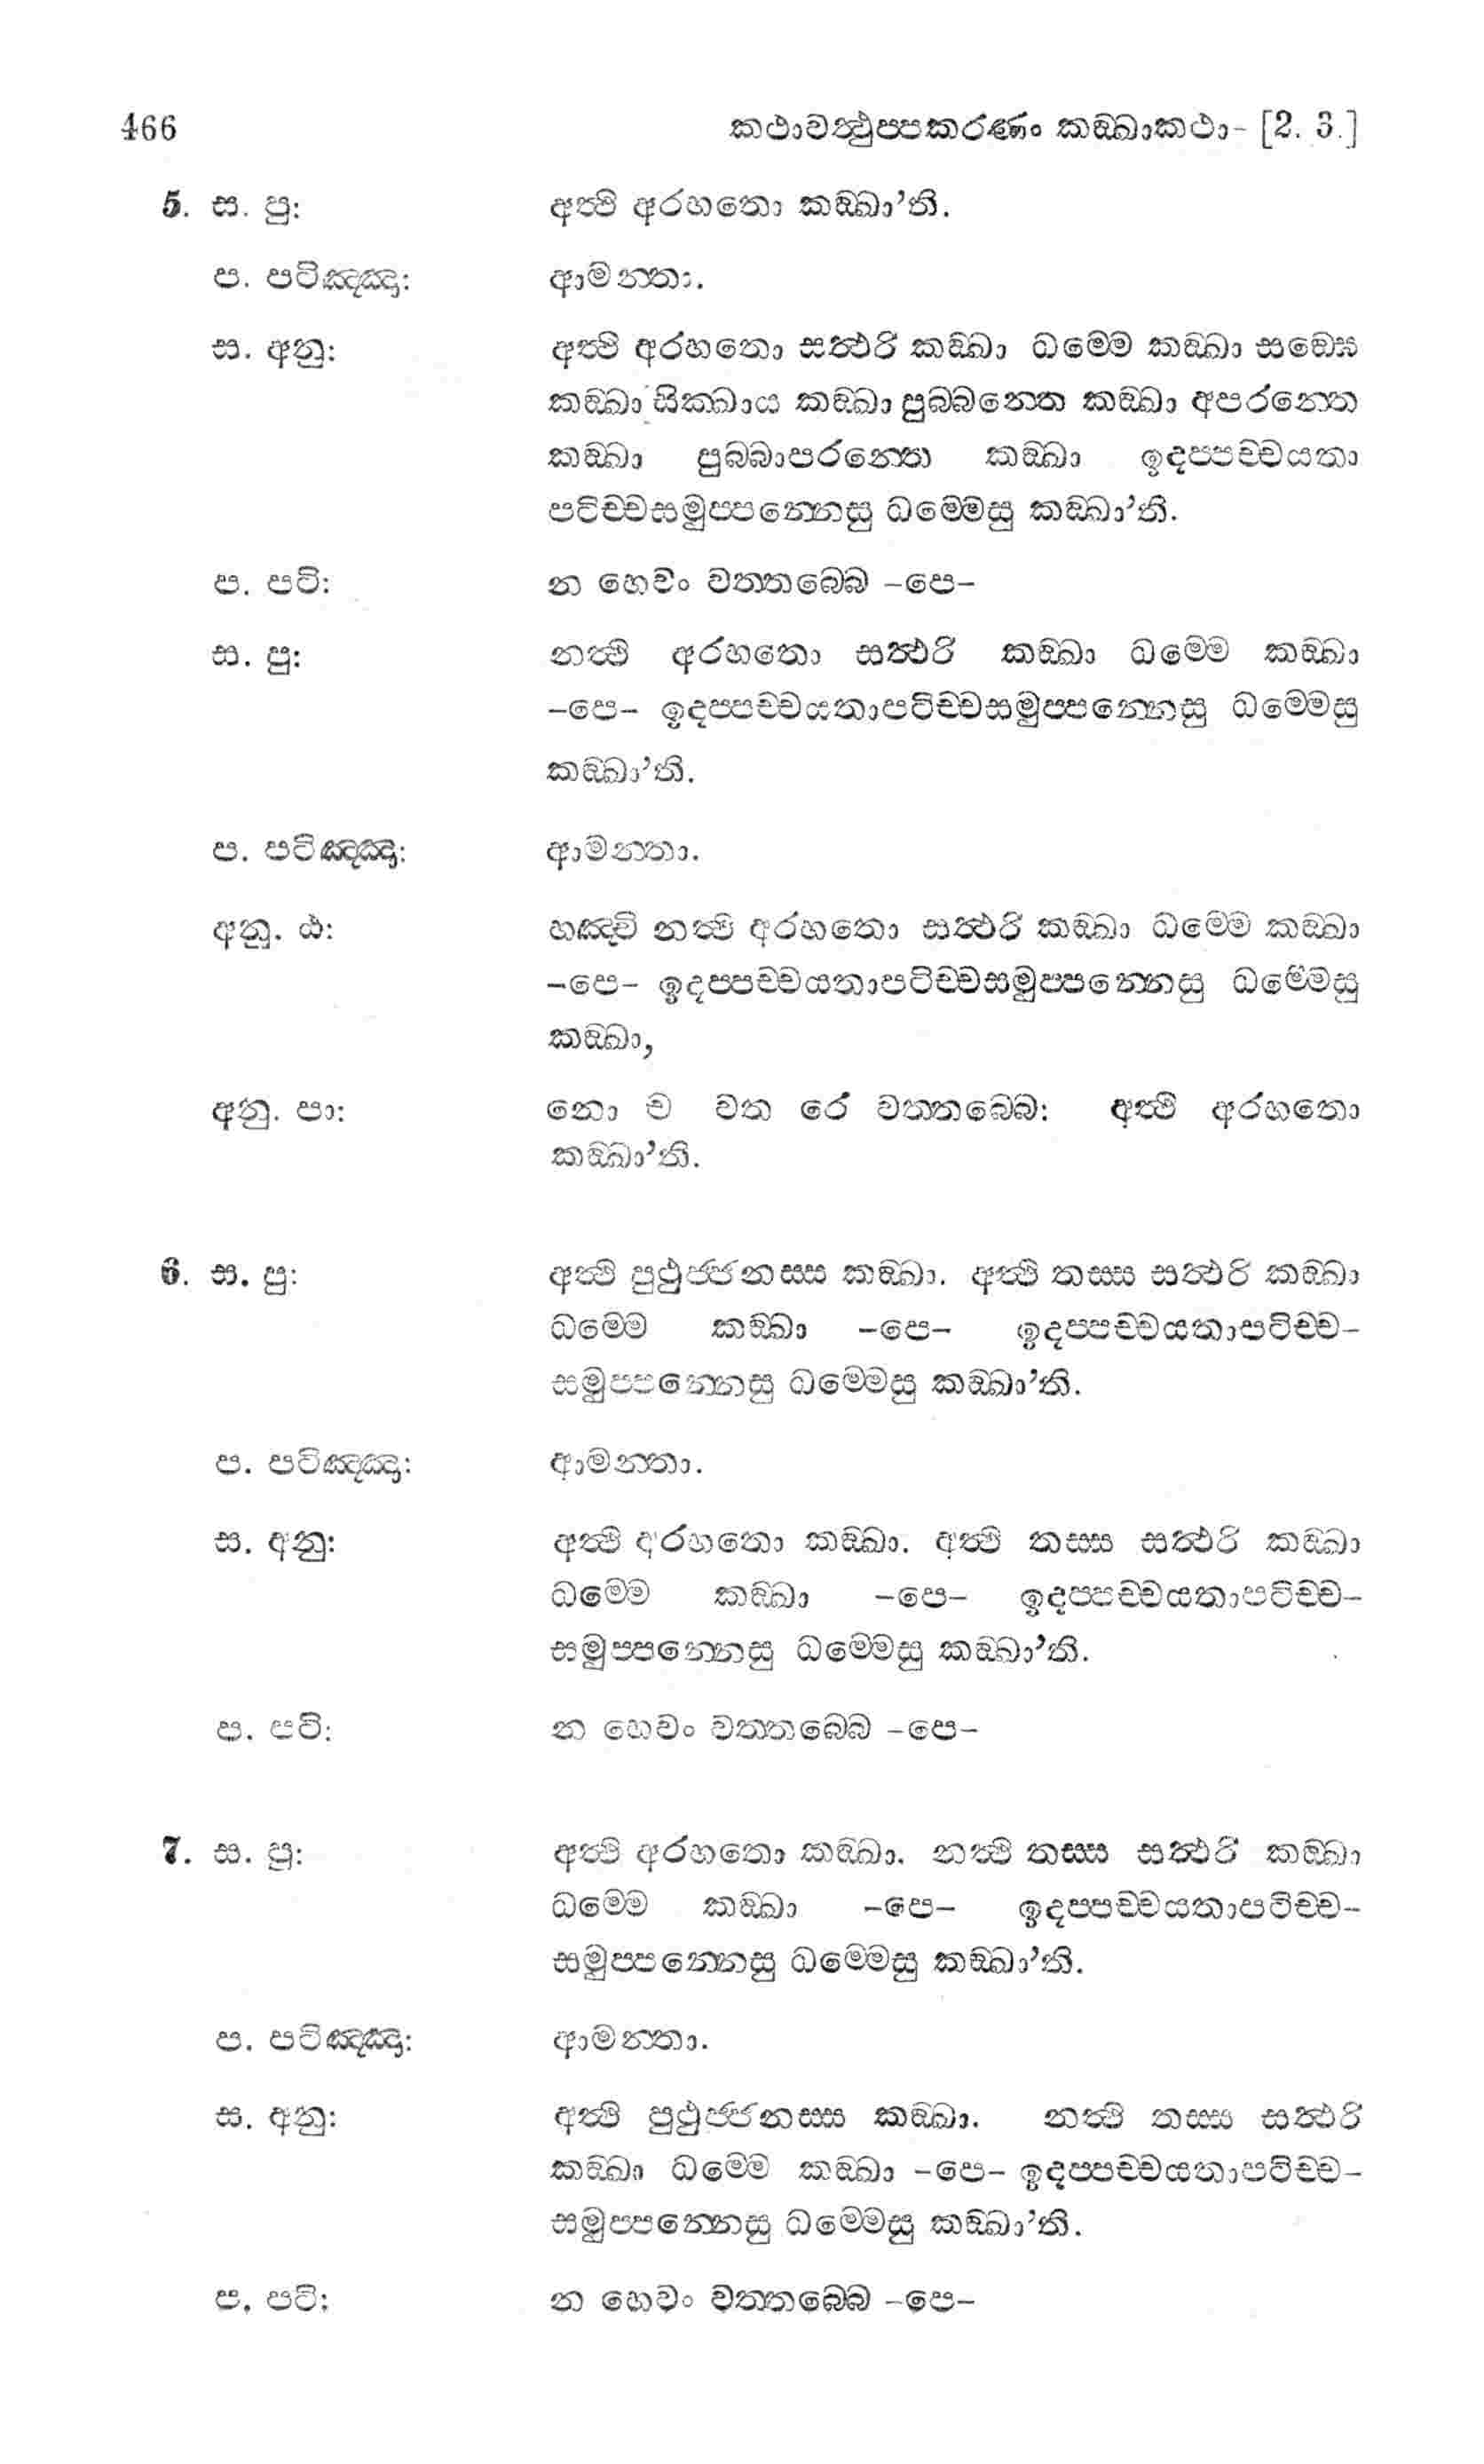 466 කථාවත්ථුප්පකරණං කඞ්ඛාකථා- [2. 3.]
5. ස. පු: අත්ථි අරහතො කඞ්ඛා’ති.
ප. පටිඤ්ඤා: ආමන්තා.
ස. අනු: අත්ථි අරහතො සත්ථරි කඞ්ඛා ධම්මෙ කඞ්ඛා සඞ්ඝෙ
කඞ්ඛා සික්ඛාය කඞ්ඛා පුබ්බන්තෙ කඞ්ඛා අපරන්තෙ
කඞ්ඛා පුබ්බාපරන්තෙ කඞ්ඛා ඉදප්පච්චයතා
පටිච්චසමුප්පන්නෙසු ධම්මෙසු කඞ්ඛා’ති.
ප. පටි: න හෙවං වත්තබ්බෙ -පෙ-
ස. පු: නත්ථි අරහතො සත්ථරි කඞ්ඛා ධම්මෙ කඞ්ඛා
-පෙ- ඉදප්පච්චයතාපටිච්චසමුප්පන්නෙසු ධම්මෙසු
කඞ්ඛා’ති.
ප. පටිඤ්ඤා: ආමන්තා.
අනු. ඨ: හඤ්චි නත්ථි අරහතො සත්ථරි කඞ්ඛා ධම්මෙ කඞ්ඛා
-පෙ- ඉදප්පච්චයතාපටිච්චසමුප්පන්නෙසු ධම්මෙසු
කඞ්ඛා,
අනු. පා: නො ච වත රේ වත්තබ්බෙ: අත්ථි අරහතො
කඞ්ඛා’ති.
6. ස. පු: අත්ථි පුථුජ්ජනස්ස කඞ්ඛා. අත්ථි තස්ස සත්ථරි කඞ්ඛා
ධම්මෙ කඞ්ඛා -පෙ- ඉදප්පච්චයතාපටිච්ච-
සමුප්පන්නෙසු ධම්මෙසු කඞ්ඛා’ති.
ප. පටිඤ්ඤා: ආමන්තා.
ස. අනු: අත්ථි අරහතො කඞ්ඛා. අත්ථි තස්ස සත්ථරි කඞ්ඛා
ධම්මෙ කඞ්ඛා -පෙ- ඉදප්පච්චයතාපටිච්ච-
සමුප්පන්නෙසු ධම්මෙසු කඞ්ඛා’ති.
ප. පටි: න හෙවං වත්තබ්බෙ -පෙ-
7. ස. පු: අත්ථි අරහතො කඞ්ඛා. නත්ථි තස්ස සත්ථරි කඞ්ඛා
ධම්මෙ කඞ්ඛා -පෙ- ඉදප්පච්චයතාපටිච්ච-
සමුප්පන්නෙසු ධම්මෙසු කඞ්ඛා’ති.
ප. පටිඤ්ඤා: ආමන්තා.
ස. අනු: අත්ථි පුථුජ්ජනස්ස කඞ්ඛා. නත්ථි තස්ස සත්ථරි
කඞ්ඛා ධම්මෙ කඞ්ඛා -පෙ- ඉදප්පච්චයතාපටිච්ච-
සමුප්පන්නෙසු ධම්මෙසු කඞ්ඛා’ති.
ප. පටි: න හෙවං වත්තබ්බෙ -පෙ-